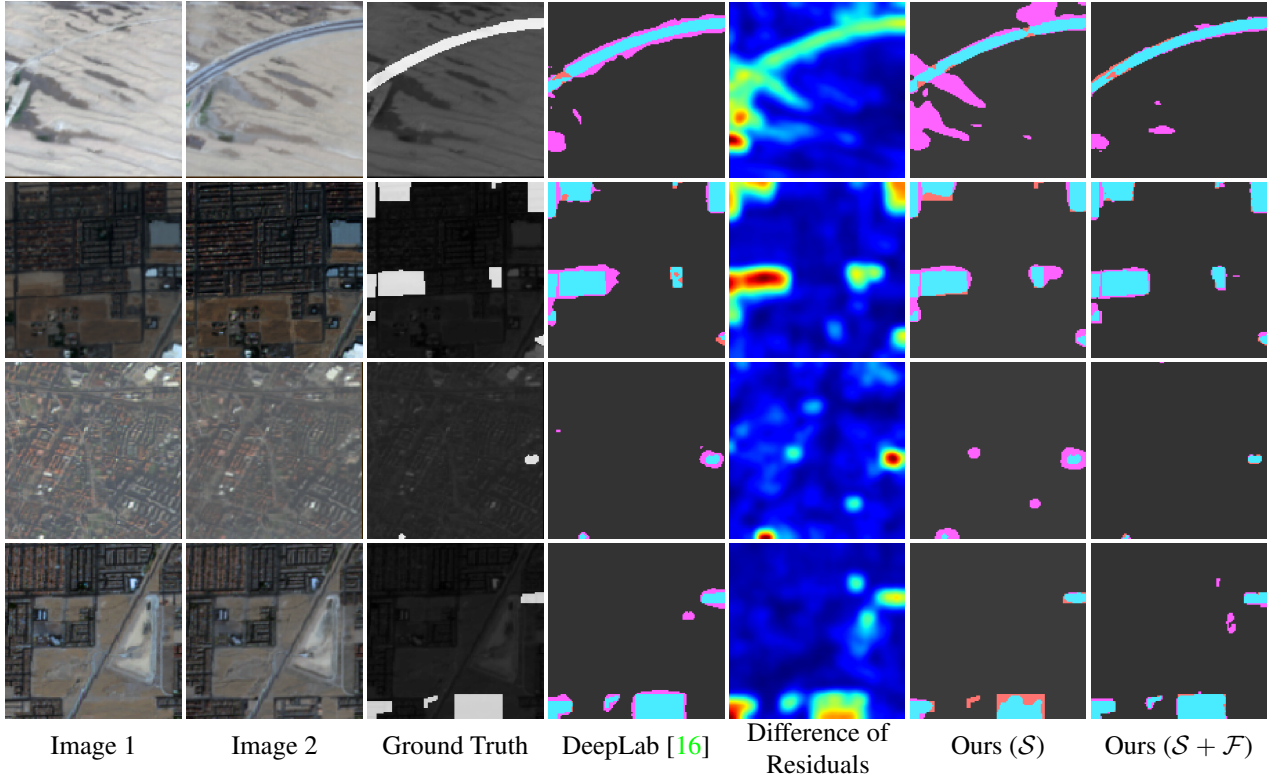 Image 1
Image 2
Ground Truth
DeepLab [16]
Difference of
Residuals
Ours (𝒮)
Ours (𝒮 + ℱ)